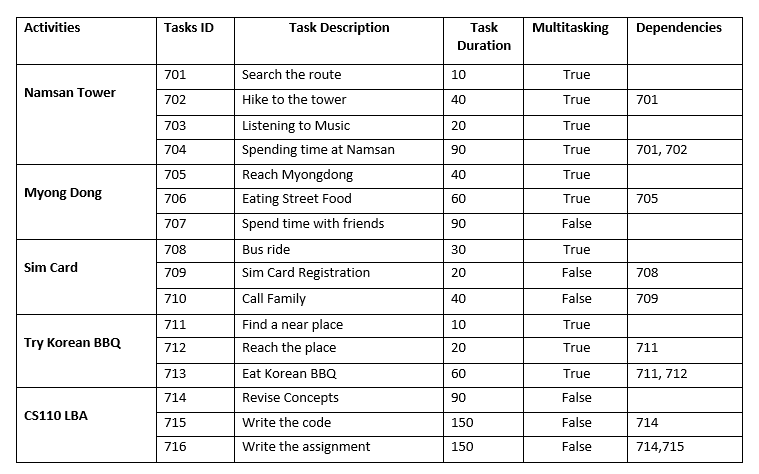 Activities Tasks ID Task Description Task Duration Multitasking Dependencies
Namsan Tower
701 Search the route 10 True
702 Hike to the tower 40 True 701
703 Listening to Music 20 True
704 Spending time at Namsan 90 True 701, 702
Myong Dong
705 Reach Myongdong 40 True
706 Eating Street Food 60 True 705
707 Spend time with friends 90 False
Sim Card
708 Bus ride 30 True
709 Sim Card Registration 20 False 708
710 Call Family 40 False 709
Try Korean BBQ
711 Find a near place 10 True
712 Reach the place 20 True 711
713 Eat Korean BBQ 60 True 711, 712
CS110 LBA
714 Revise Concepts 90 False
715 Write the code 150 False 714
716 Write the assignment 150 False 714,715